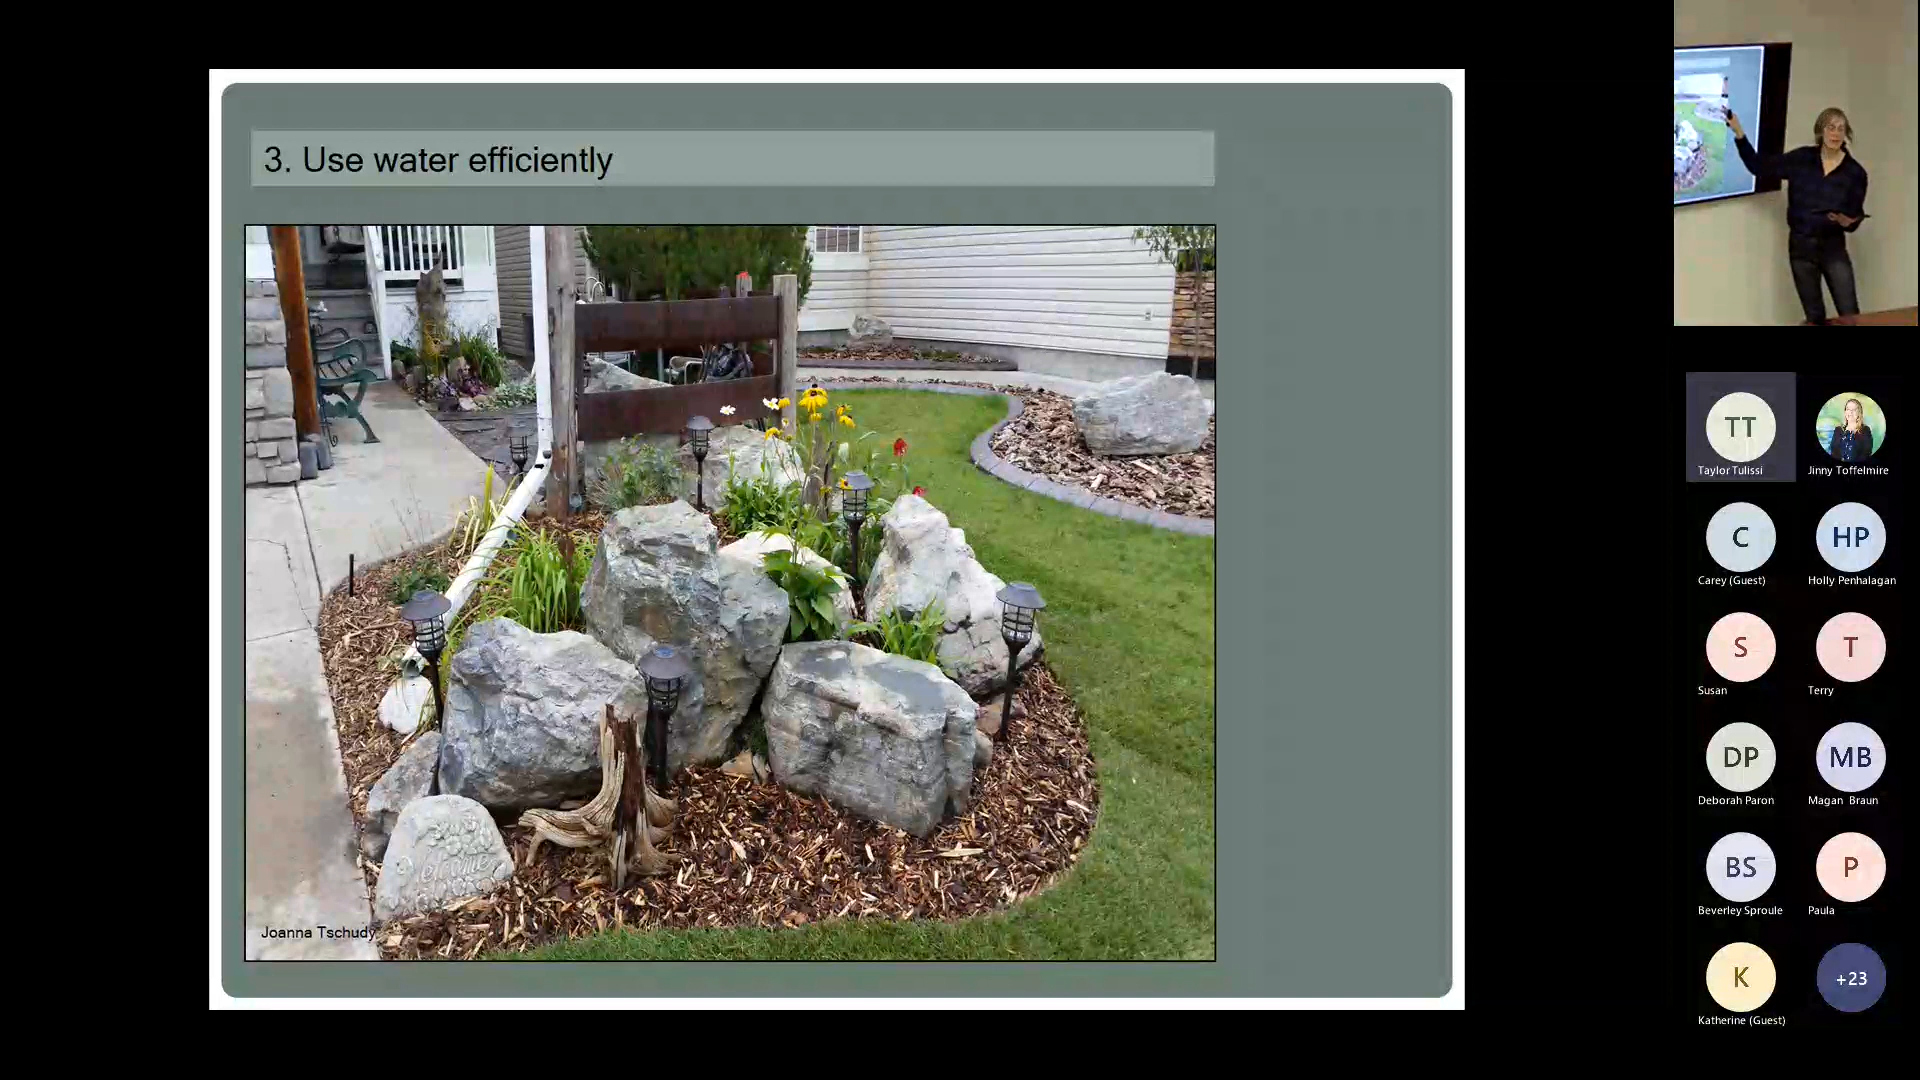 3. Use water efficiently
Welcome
Joanna Tschudy
TT
Taylor Tulissi
Jinny Toffelmire
C
Carey (Guest)
HP
Holly Penhalagan
S
Susan
T
Terry
DP
Deborah Paron
MB
Magan Braun
BS
Beverley Sproule
P
Paula
K
Katherine (Guest)
+23